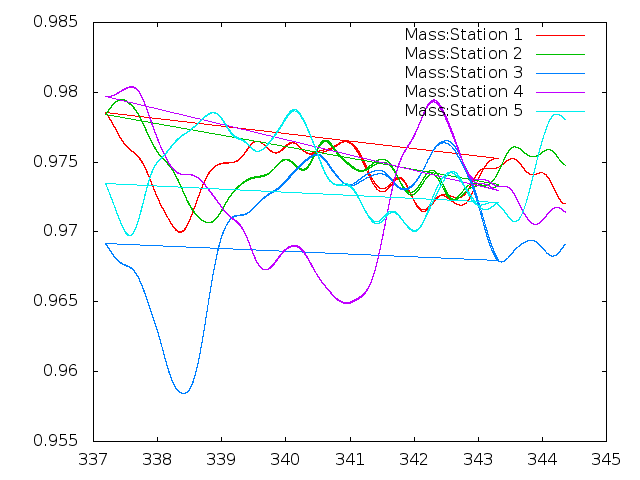 0.985
0.98
0.975
0.97
0.965
0.96
0.955
337 338 339 340 341 342 343 344 345
Mass:Station 1
Mass:Station 2
Mass:Station 3
Mass:Station 4
Mass:Station 5